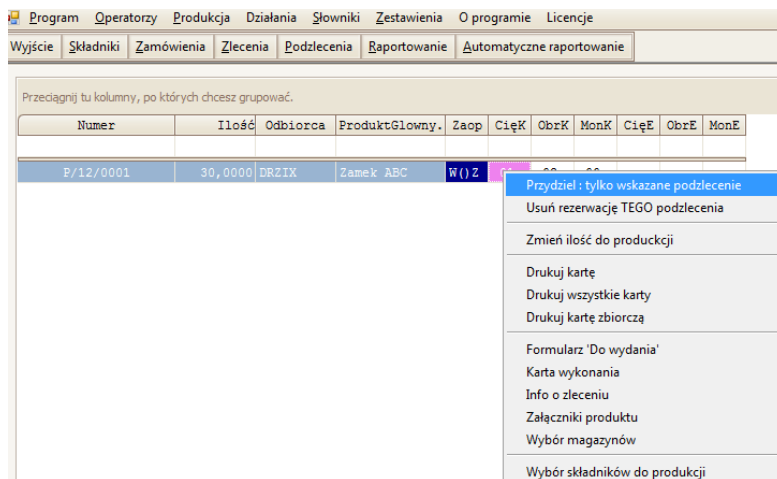 Program Operatorzy Produkcja Działania Słowniki Zestawienia O programie Licencje
Wyjście Składniki Zamówienia Zlecenia Podzlecenia Raportowanie Automatyczne raportowanie
Przeciągnij tu kolumny, po których chcesz grupować.
Numer Ilość Odbiorca ProduktGlowny. Zaop CięK ObrK MonK CięE ObrE MonE
P/12/0001 30,0000 DRZIX Zamek ABC W()Z
Przydziel : tylko wskazane podzlecenie
Usuń rezerwację TEGO podzlecenia
Zmień ilość do produckcji
Drukuj kartę
Drukuj wszystkie karty
Drukuj kartę zbiorczą
Formularz 'Do wydania'
Karta wykonania
Info o zleceniu
Załączniki produktu
Wybór magazynów
Wybór składników do produkcji